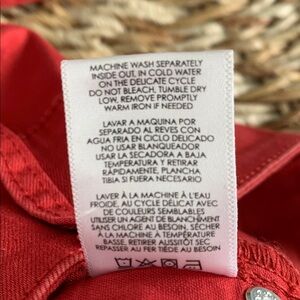 MACHINE WASH SEPARATELY
INSIDE OUT, IN COLD WATER
ON THE DELICATE CYCLE
DO NOT BLEACH, TUMBLE DRY
LOW, REMOVE PROMPTLY
WARM IRON IF NEEDED
LAVAR A MAQUINA POR
SEPARADO AL REVES CON
AGUA FRIA EN CICLO DELICADO
NO USAR BLANQUEADOR
USAR LA SECADORA A BAJA
TEMPERATURA Y RETIRAR
RÁPIDAMENTE, PLANCHA
TIBIA SI FUERA NECESARIO
LAVER À LA MACHINE À L'EAU
FROIDE, AU CYCLE DÉLICAT AVEC
DE COULEURS SEMBLABLES
UTILISER UN AGENT DE BLANCHÎMENT
SANS CHLORE AU BESOIN, SÈCHER
À LA MACHINE À TEMPÉRATURE
BASSE, RETIRER AUSSITÔT SEC
REPASSER AU FER TIÈDE AU BESOIN